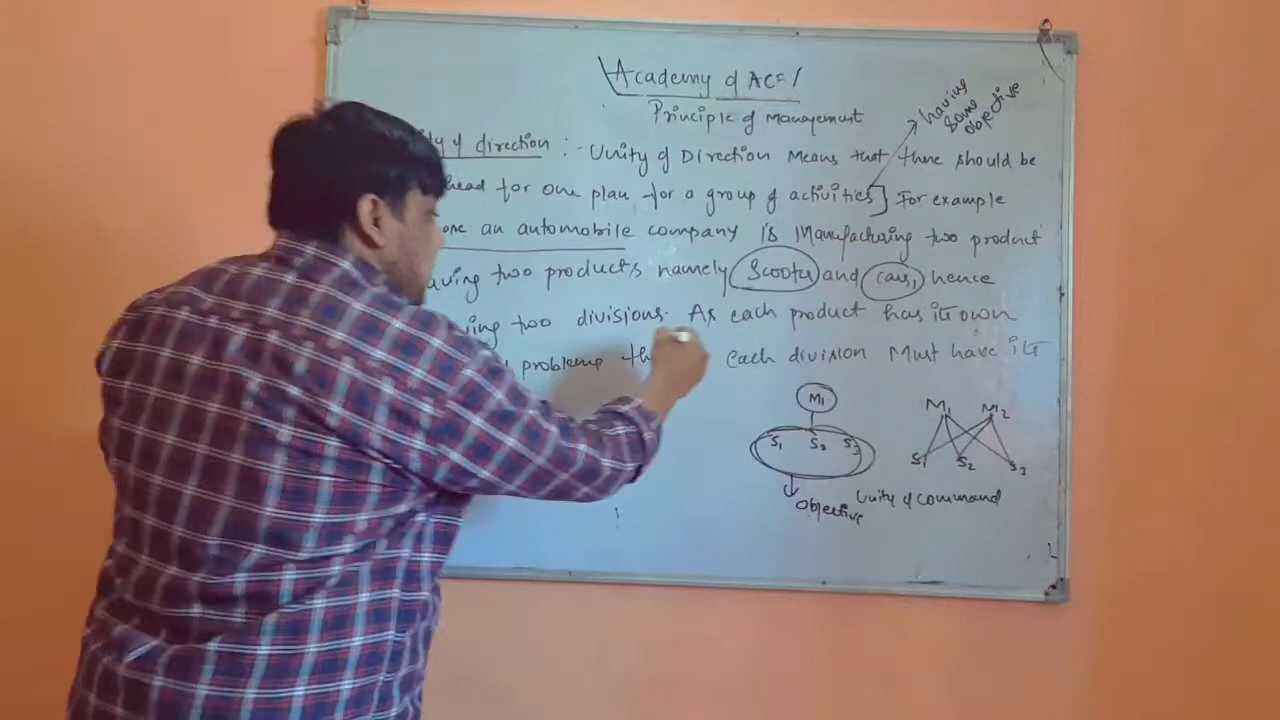 Academy of ACE
Principle of Management
having
same
objective
of direction :- Unity of Direction Means that there should be
head for one plan for a group of activities] For example
one an automobile company is Manufacturing two product
two products namely Scooter and cars, hence
two divisions. As each product has its own
problems each division Must have its
M1
S1 S2 S3
Objective
M1 M2
S1 S2 S3
Unity of command